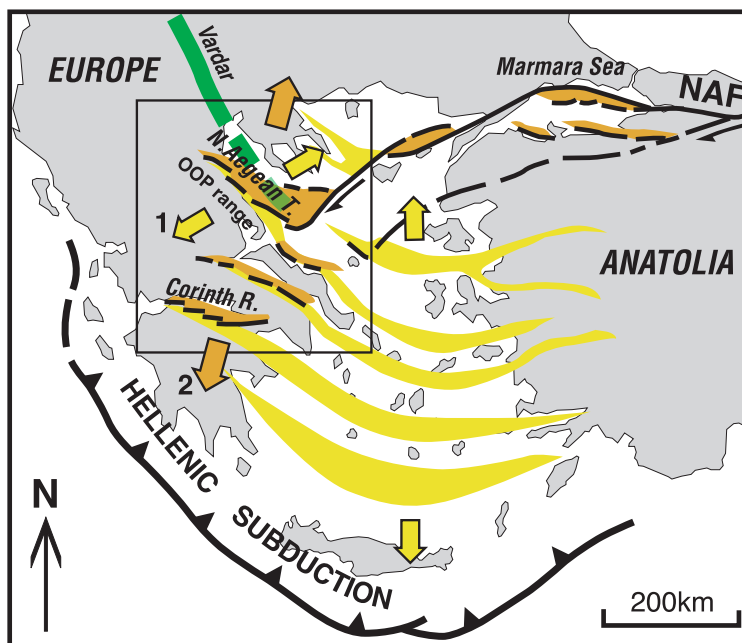 Vardar
EUROPE
Marmara Sea
NAF
N.Aegean T.
OOP range
1
ANATOLIA
Corinth R.
2
HELLENIC SUBDUCTION
N
200km